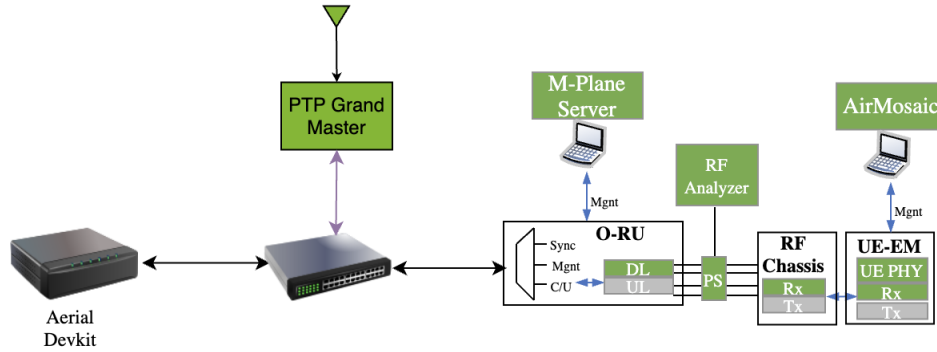 PTP Grand
Master
M-Plane
Server
AirMosaic
RF
Analyzer
Mgnt
Mgnt
O-RU
Sync
Mgnt
C/U
DL
UL
PS
RF
Chassis
Rx
Tx
UE-EM
UE PHY
Rx
Tx
Aerial
Devkit